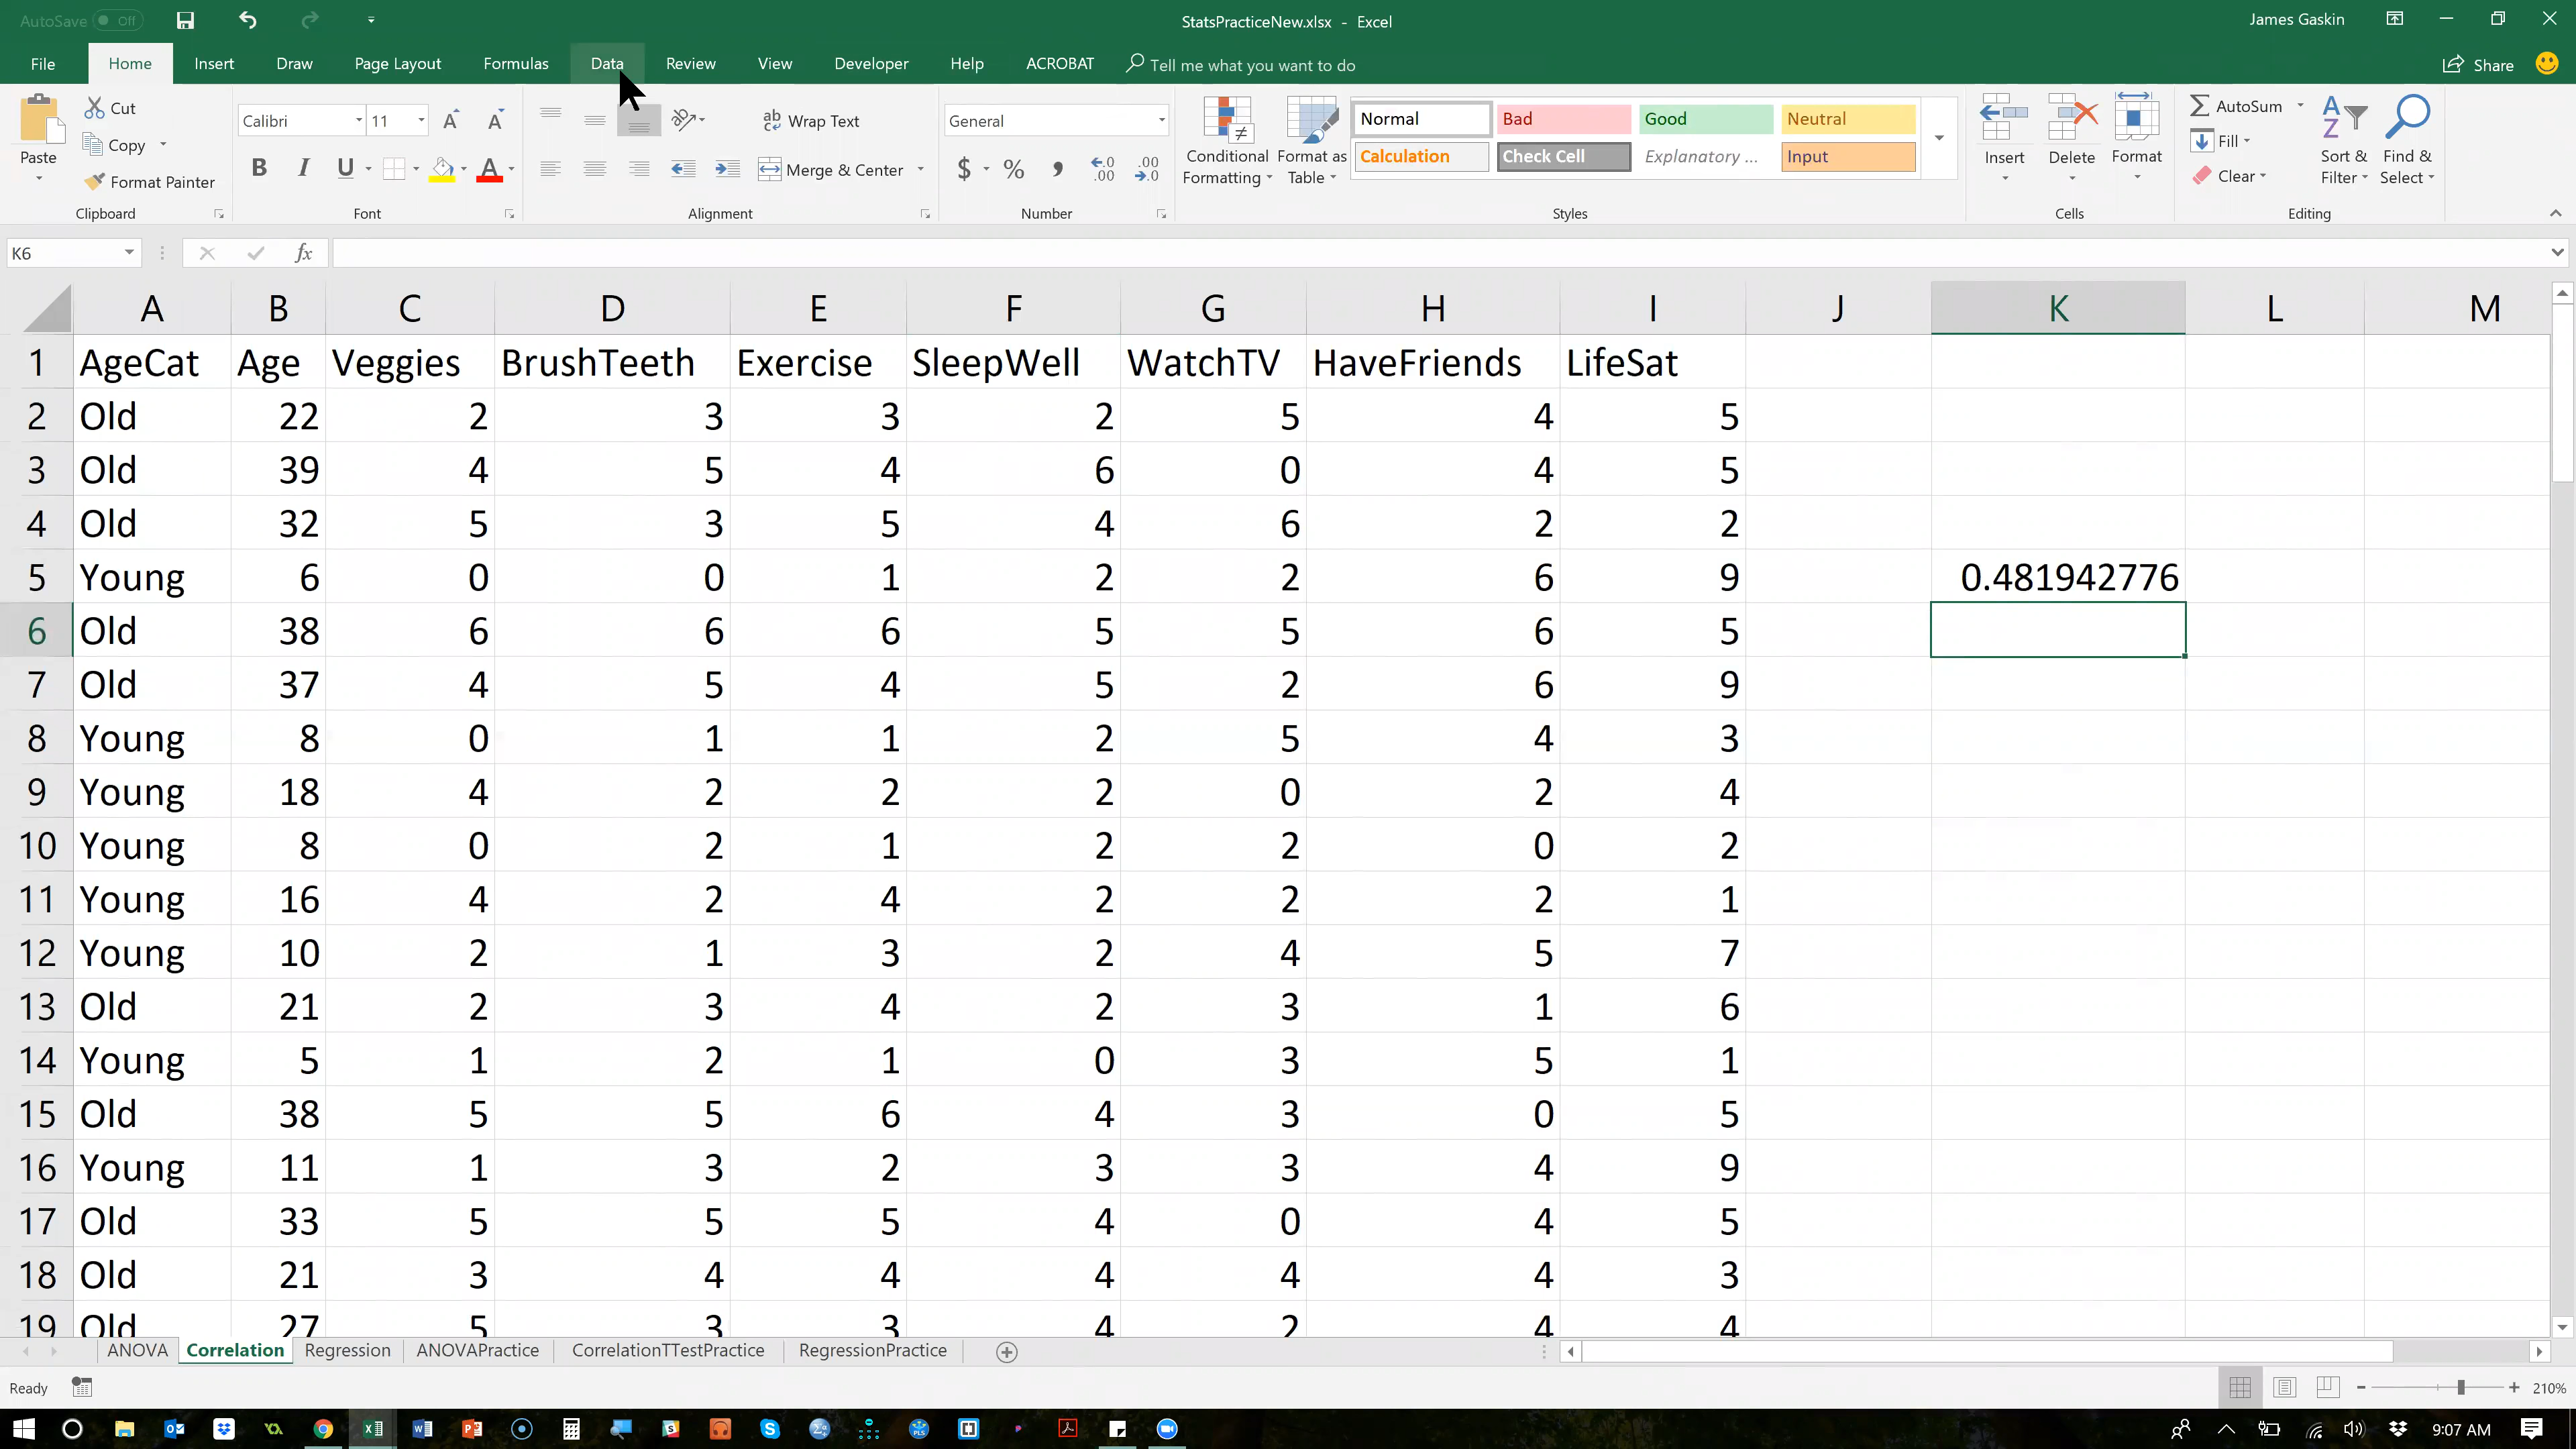 AutoSave Off StatsPracticeNew.xlsx - Excel James Gaskin
File Home Insert Draw Page Layout Formulas Data Review View Developer Help ACROBAT Tell me what you want to do Share
Paste Cut Copy Format Painter Clipboard
Calibri 11 B I U A Font
Wrap Text Merge & Center Alignment
General $ % Number
Conditional Formatting Format as Table
Normal Bad Good Neutral
Calculation Check Cell Explanatory ... Input
Styles
Insert Delete Format Cells
AutoSum Fill Clear Sort & Filter Find & Select Editing
K6 fx
A B C D E F G H I J K L M
1 AgeCat Age Veggies BrushTeeth Exercise SleepWell WatchTV HaveFriends LifeSat
2 Old 22 2 3 3 2 5 4 5
3 Old 39 4 5 4 6 0 4 5
4 Old 32 5 3 5 4 6 2 2
5 Young 6 0 0 1 2 2 6 9 0.481942776
6 Old 38 6 6 6 5 5 6 5
7 Old 37 4 5 4 5 2 6 9
8 Young 8 0 1 1 2 5 4 3
9 Young 18 4 2 2 2 0 2 4
10 Young 8 0 2 1 2 2 0 2
11 Young 16 4 2 4 2 2 2 1
12 Young 10 2 1 3 2 4 5 7
13 Old 21 2 3 4 2 3 1 6
14 Young 5 1 2 1 0 3 5 1
15 Old 38 5 5 6 4 3 0 5
16 Young 11 1 3 2 3 3 4 9
17 Old 33 5 5 5 4 0 4 5
18 Old 21 3 4 4 4 4 4 3
19 Old 27 5 3 3 4 2 4 4
ANOVA Correlation Regression ANOVAPractice CorrelationTTestPractice RegressionPractice
Ready 210%
9:07 AM